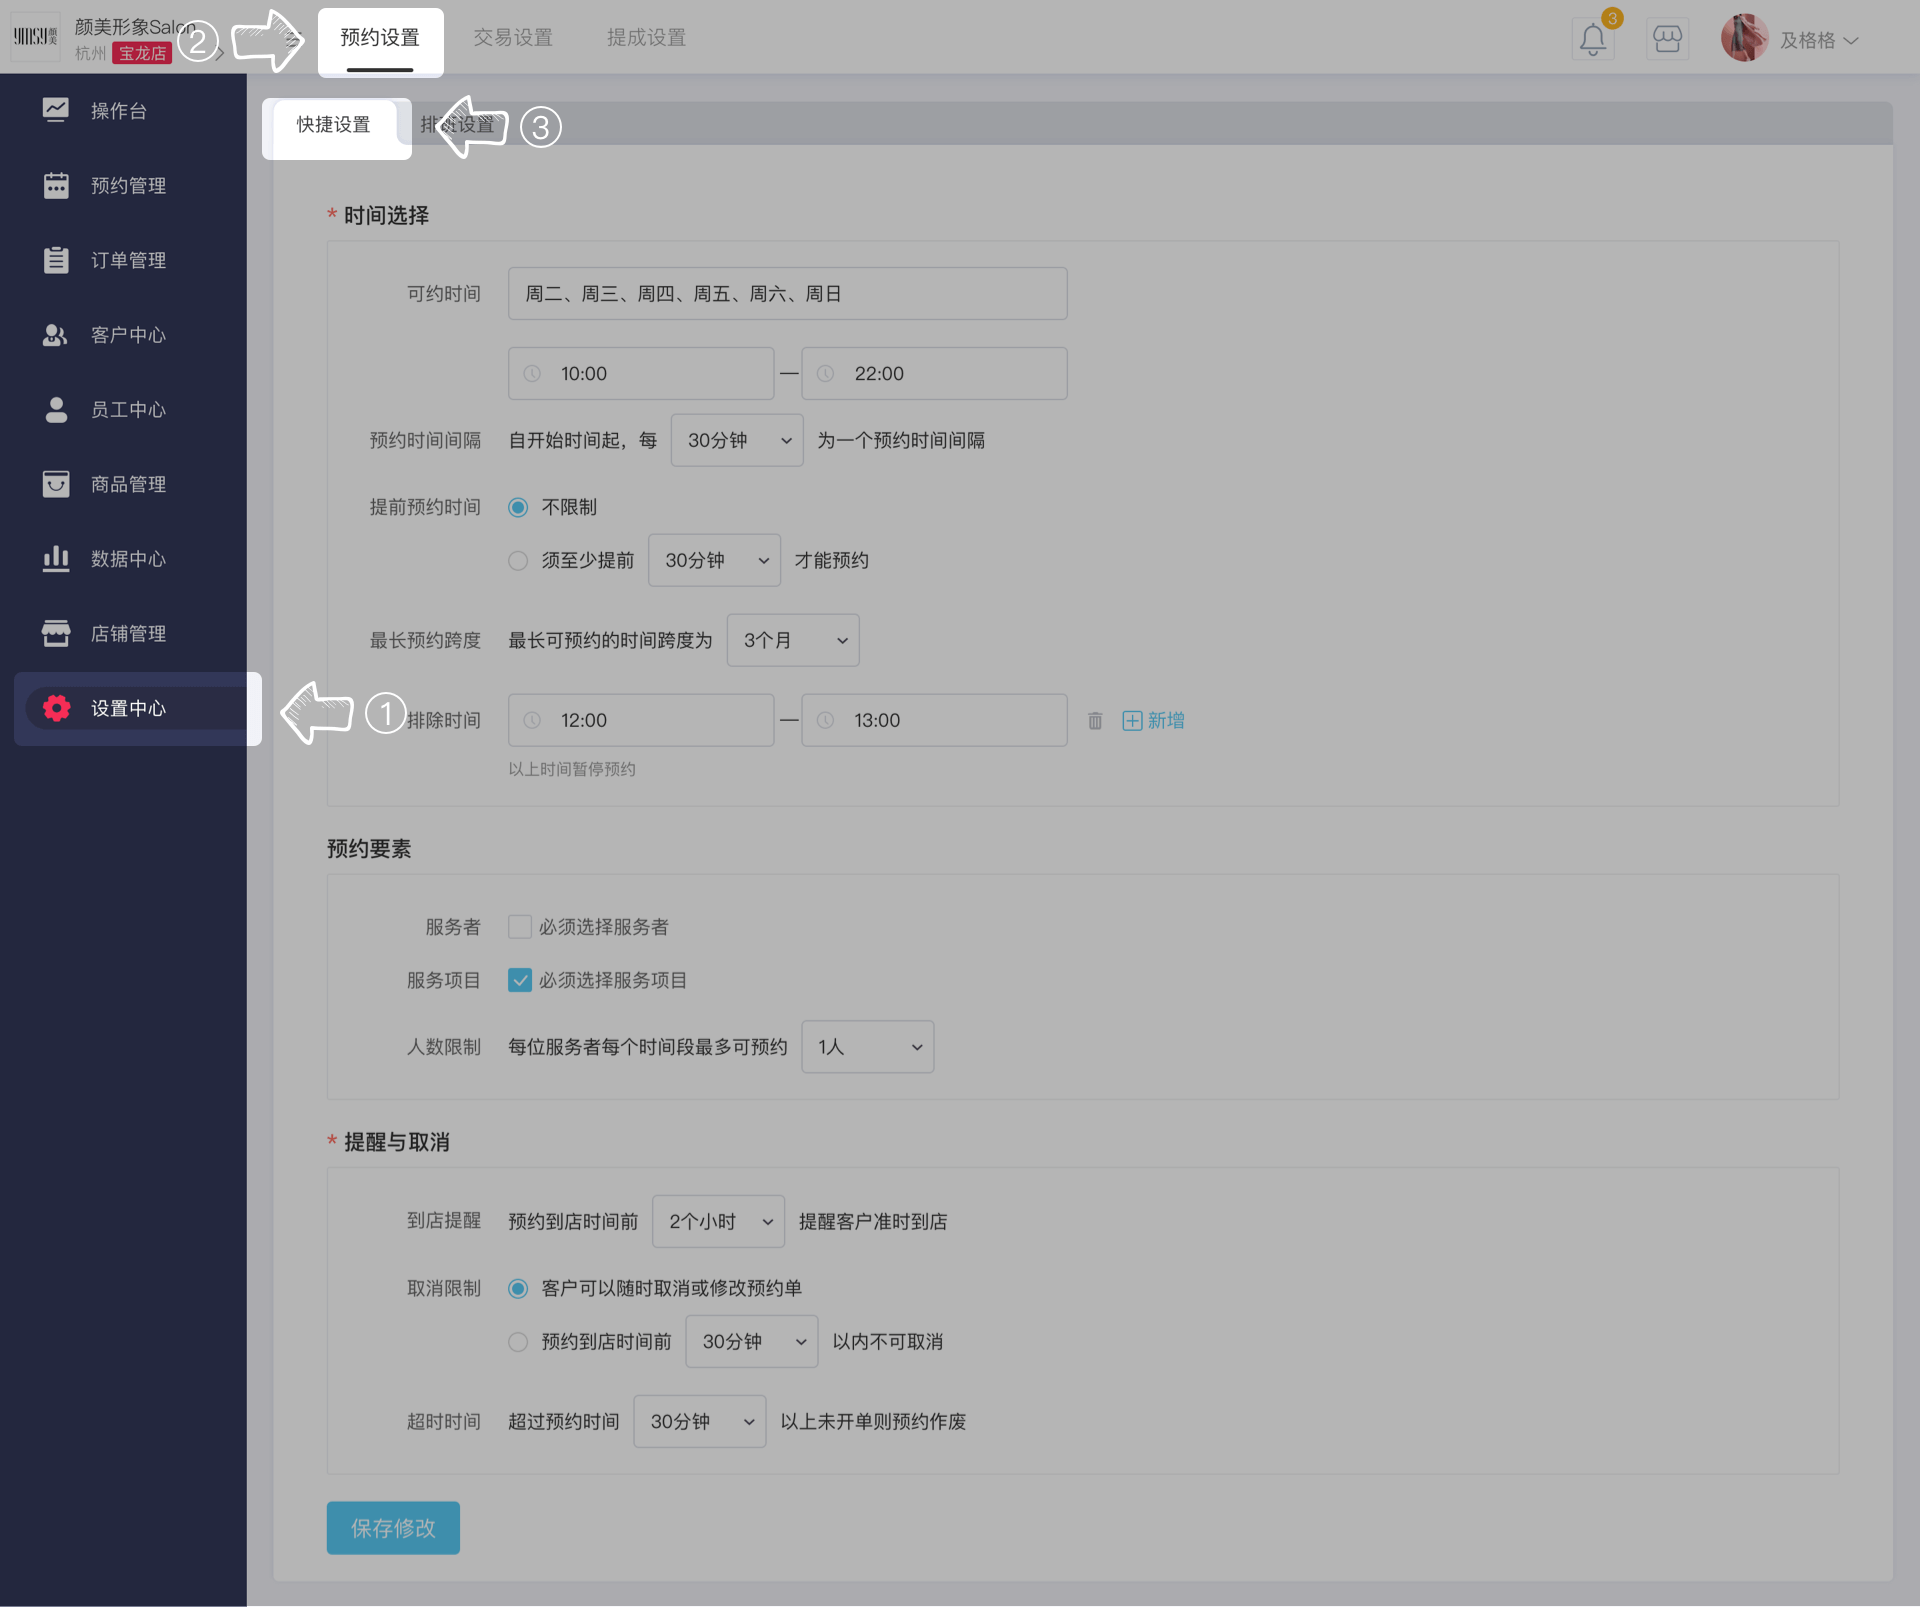 颜美形象Salon
杭州 宝龙店
②
预约设置
交易设置
提成设置
3
及格格
操作台
预约管理
订单管理
客户中心
员工中心
商品管理
数据中心
店铺管理
设置中心
①
快捷设置
排班设置
③
* 时间选择
可约时间 周二、周三、周四、周五、周六、周日
10:00 — 22:00
预约时间间隔 自开始时间起，每 30分钟 为一个预约时间间隔
提前预约时间 不限制
须至少提前 30分钟 才能预约
最长预约跨度 最长可预约的时间跨度为 3个月
排除时间 12:00 — 13:00 新增
以上时间暂停预约
预约要素
服务者 必须选择服务者
服务项目 必须选择服务项目
人数限制 每位服务者每个时间段最多可预约 1人
* 提醒与取消
到店提醒 预约到店时间前 2个小时 提醒客户准时到店
取消限制 客户可以随时取消或修改预约单
预约到店时间前 30分钟 以内不可取消
超时时间 超过预约时间 30分钟 以上未开单则预约作废
保存修改